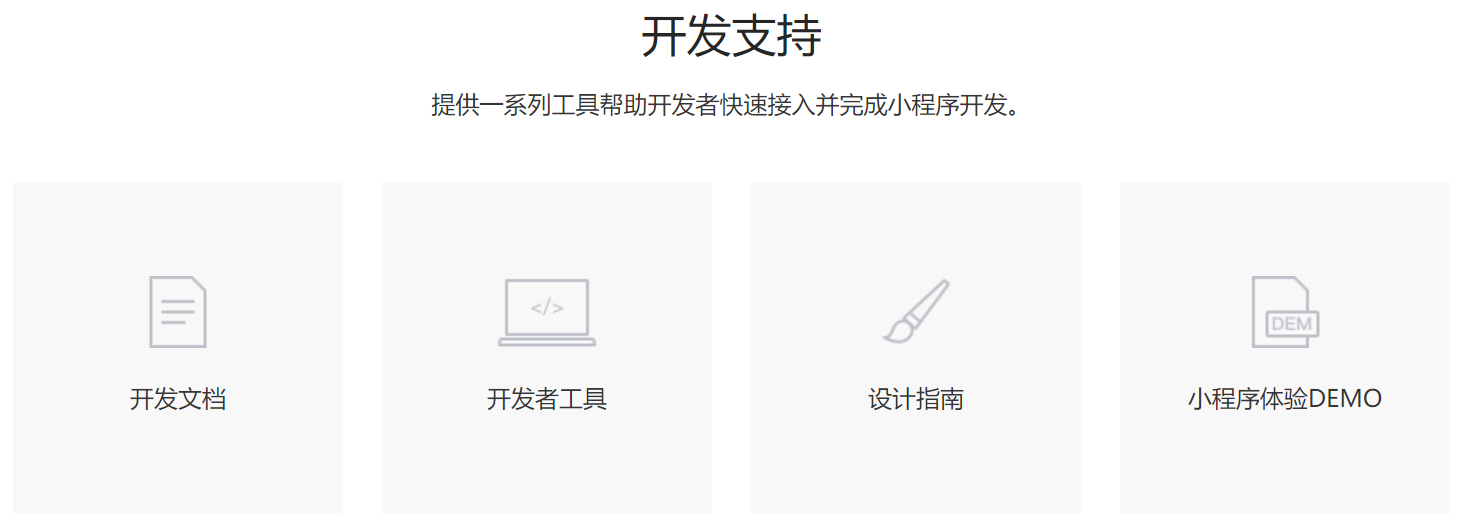 开发支持
提供一系列工具帮助开发者快速接入并完成小程序开发。
</>
DEM
开发文档
开发者工具
设计指南
小程序体验DEMO